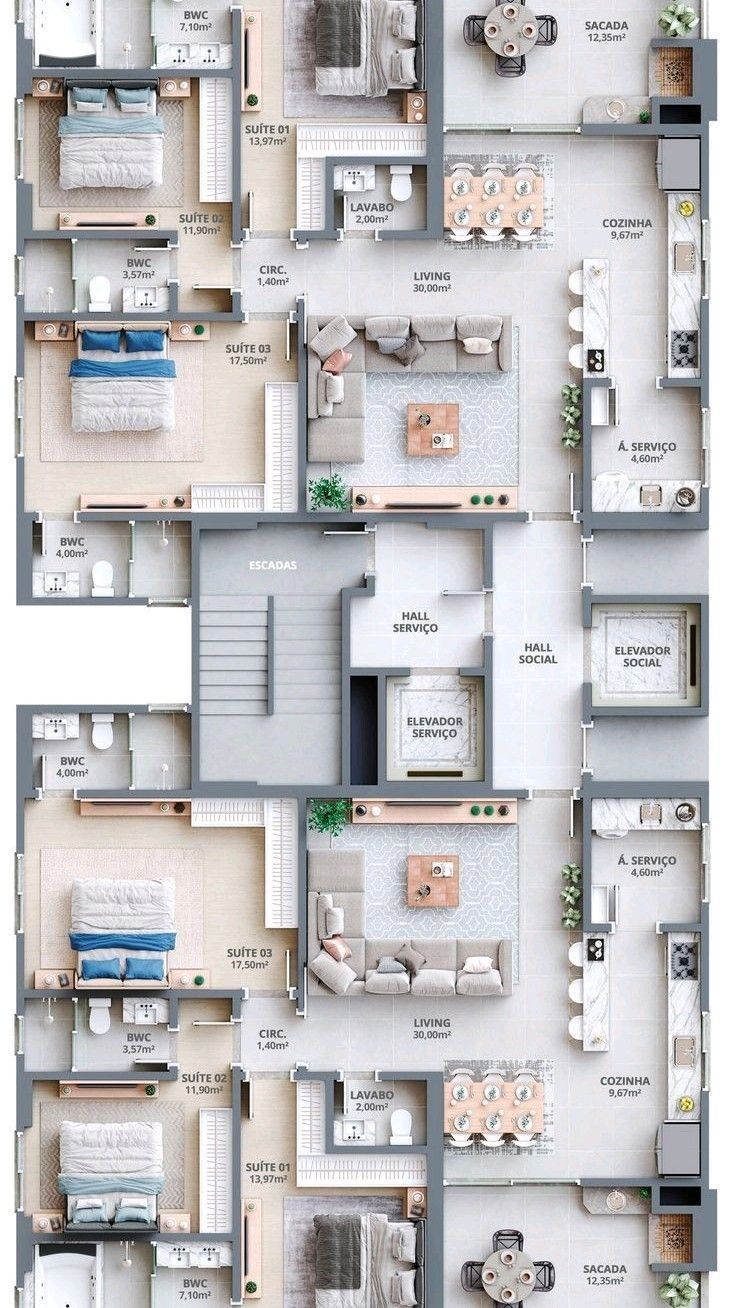 BWC
7,10m²
SACADA
12,35m²
SUÍTE 01
13,97m²
LAVABO
2,00m²
SUÍTE 02
11,90m²
COZINHA
9,67m²
BWC
3,57m²
CIRC.
1,40m²
LIVING
30,00m²
SUÍTE 03
17,50m²
Á. SERVIÇO
4,60m²
BWC
4,00m²
ESCADAS
HALL
SERVIÇO
HALL
SOCIAL
ELEVADOR
SOCIAL
ELEVADOR
SERVIÇO
BWC
4,00m²
Á. SERVIÇO
4,60m²
SUÍTE 03
17,50m²
BWC
3,57m²
CIRC.
1,40m²
LIVING
30,00m²
SUÍTE 02
11,90m²
COZINHA
9,67m²
LAVABO
2,00m²
SUÍTE 01
13,97m²
BWC
7,10m²
SACADA
12,35m²